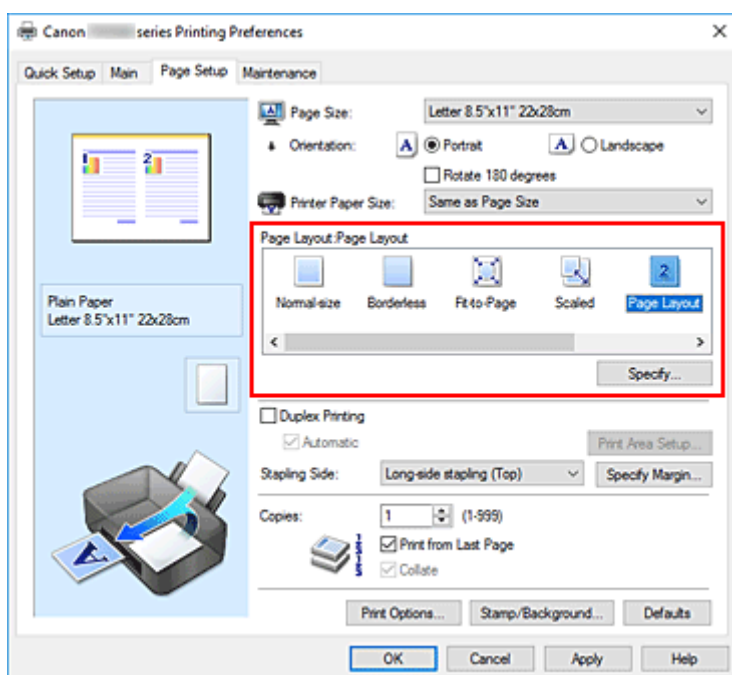 Canon series Printing Preferences
Quick Setup Main Page Setup Maintenance
1 2
Plain Paper
Letter 8.5"x11" 22x28cm
Page Size: Letter 8.5"x11" 22x28cm
Orientation: A Portrait A Landscape
Rotate 180 degrees
Printer Paper Size: Same as Page Size
Page Layout:Page Layout
2
Normal-size Borderless Fit-to-Page Scaled Page Layout
Specify...
Duplex Printing
Automatic Print Area Setup...
Stapling Side: Long-side stapling (Top) Specify Margin...
Copies: 1 (1-999)
Print from Last Page
Collate
A
Print Options... Stamp/Background... Defaults
OK Cancel Apply Help